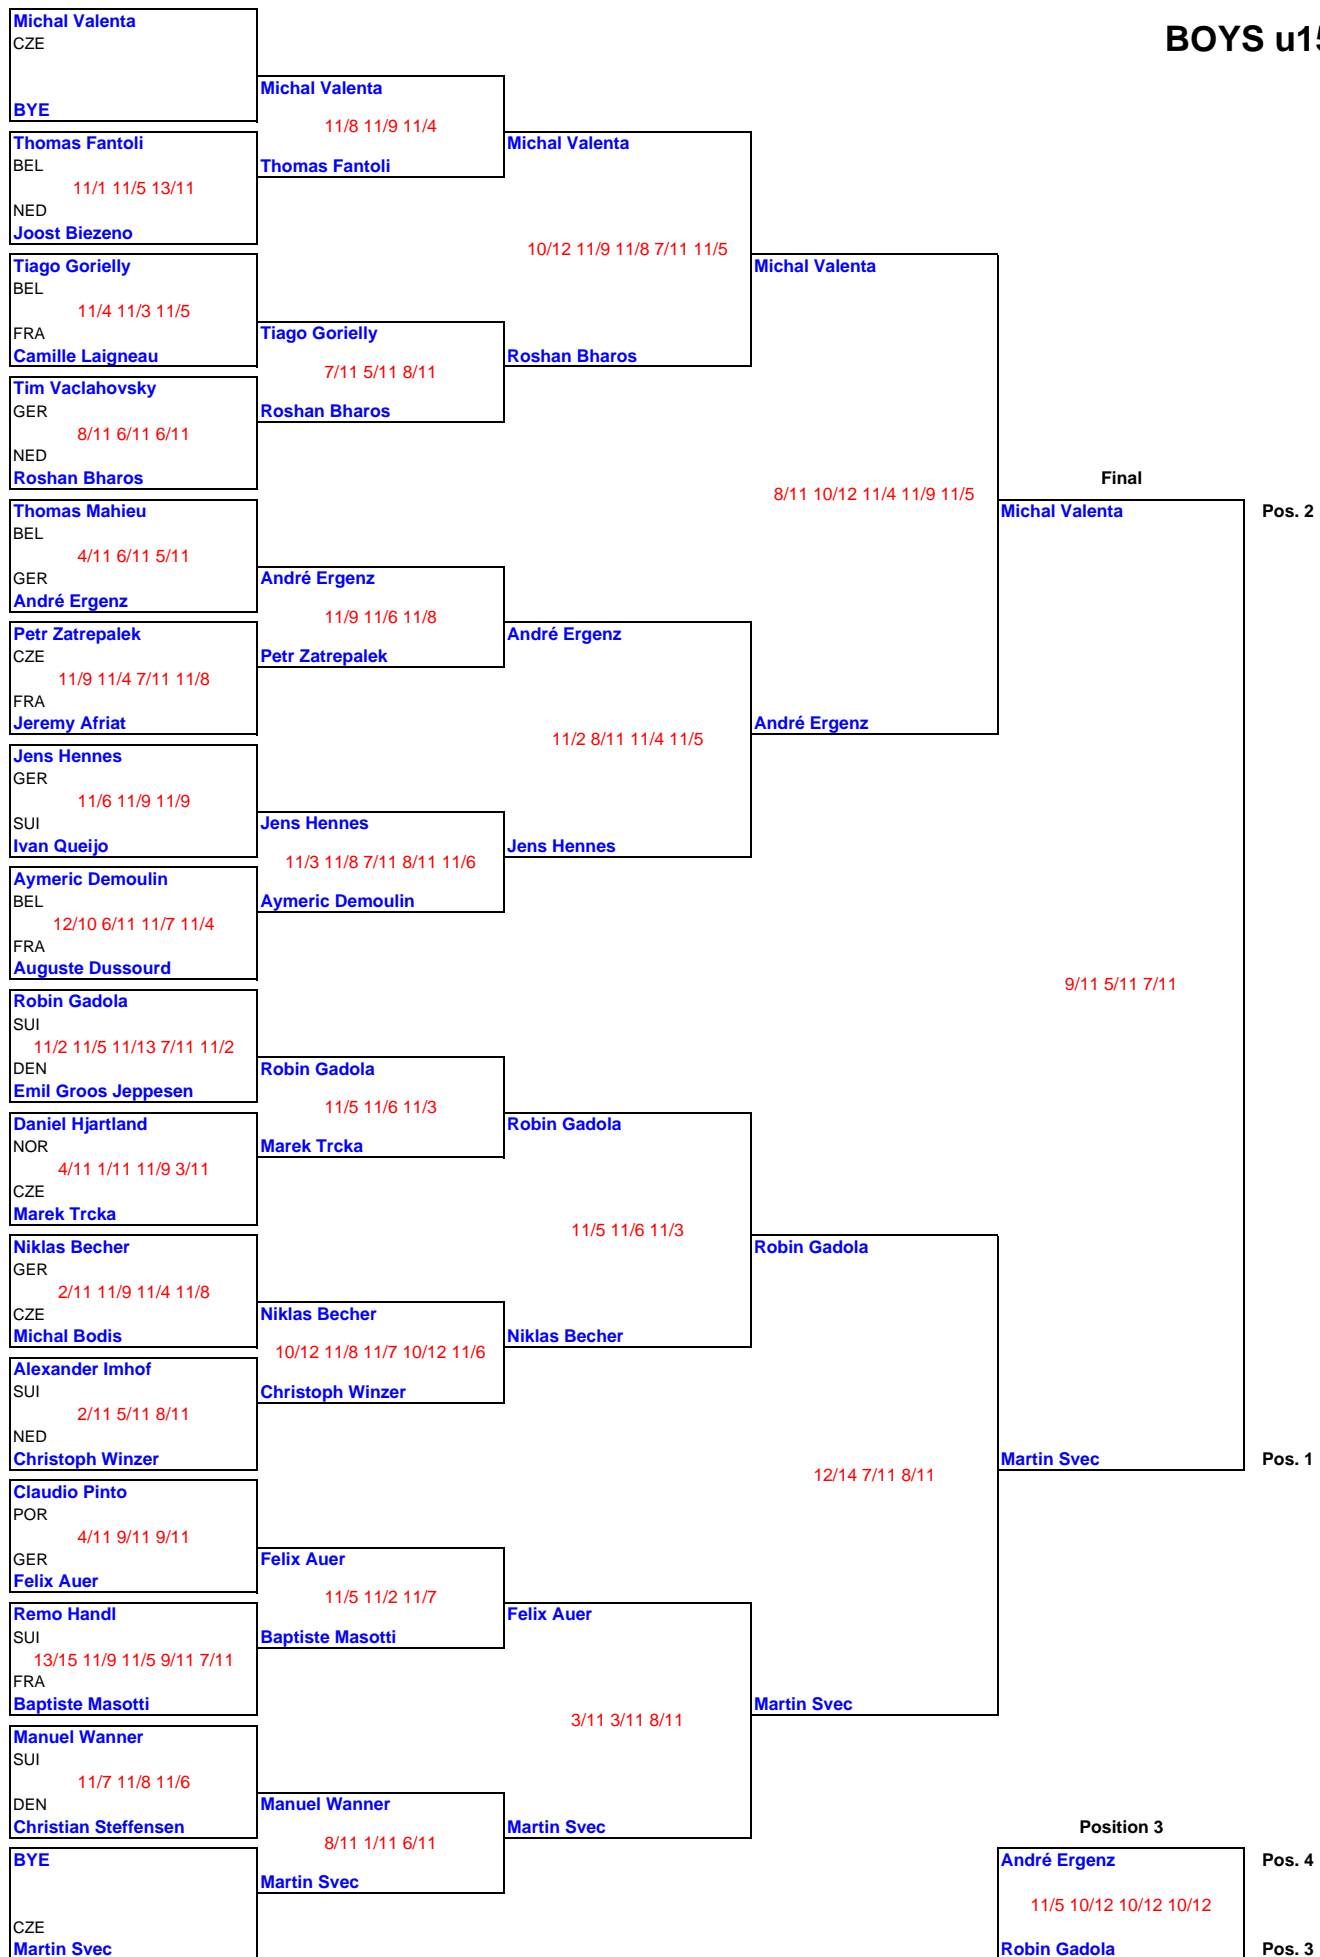 BOYS u15
Michal Valenta
CZE
BYE
Thomas Fantoli
BEL
11/1 11/5 13/11
NED
Joost Biezeno
Tiago Gorielly
BEL
11/4 11/3 11/5
FRA
Camille Laigneau
Tim Vaclahovsky
GER
8/11 6/11 6/11
NED
Roshan Bharos
Thomas Mahieu
BEL
4/11 6/11 5/11
GER
André Ergenz
Petr Zatrepalek
CZE
11/9 11/4 7/11 11/8
FRA
Jeremy Afriat
Jens Hennes
GER
11/6 11/9 11/9
SUI
Ivan Queijo
Aymeric Demoulin
BEL
12/10 6/11 11/7 11/4
FRA
Auguste Dussourd
Robin Gadola
SUI
11/2 11/5 11/13 7/11 11/2
DEN
Emil Groos Jeppesen
Daniel Hjartland
NOR
4/11 1/11 11/9 3/11
CZE
Marek Trcka
Niklas Becher
GER
2/11 11/9 11/4 11/8
CZE
Michal Bodis
Alexander Imhof
SUI
2/11 5/11 8/11
NED
Christoph Winzer
Claudio Pinto
POR
4/11 9/11 9/11
GER
Felix Auer
Remo Handl
SUI
13/15 11/9 11/5 9/11 7/11
FRA
Baptiste Masotti
Manuel Wanner
SUI
11/7 11/8 11/6
DEN
Christian Steffensen
BYE
CZE
Martin Svec
Michal Valenta
11/8 11/9 11/4
Thomas Fantoli
Tiago Gorielly
7/11 5/11 8/11
Roshan Bharos
André Ergenz
11/9 11/6 11/8
Petr Zatrepalek
Jens Hennes
11/3 11/8 7/11 8/11 11/6
Aymeric Demoulin
Robin Gadola
11/5 11/6 11/3
Marek Trcka
Niklas Becher
10/12 11/8 11/7 10/12 11/6
Christoph Winzer
Felix Auer
11/5 11/2 11/7
Baptiste Masotti
Manuel Wanner
8/11 1/11 6/11
Martin Svec
Michal Valenta
10/12 11/9 11/8 7/11 11/5
Roshan Bharos
André Ergenz
11/2 8/11 11/4 11/5
Jens Hennes
Robin Gadola
11/5 11/6 11/3
Niklas Becher
Felix Auer
3/11 3/11 8/11
Martin Svec
Michal Valenta
8/11 10/12 11/4 11/9 11/5
André Ergenz
Robin Gadola
12/14 7/11 8/11
Martin Svec
Final
Michal Valenta Pos. 2
9/11 5/11 7/11
Martin Svec Pos. 1
Position 3
André Ergenz Pos. 4
11/5 10/12 10/12 10/12
Robin Gadola Pos. 3